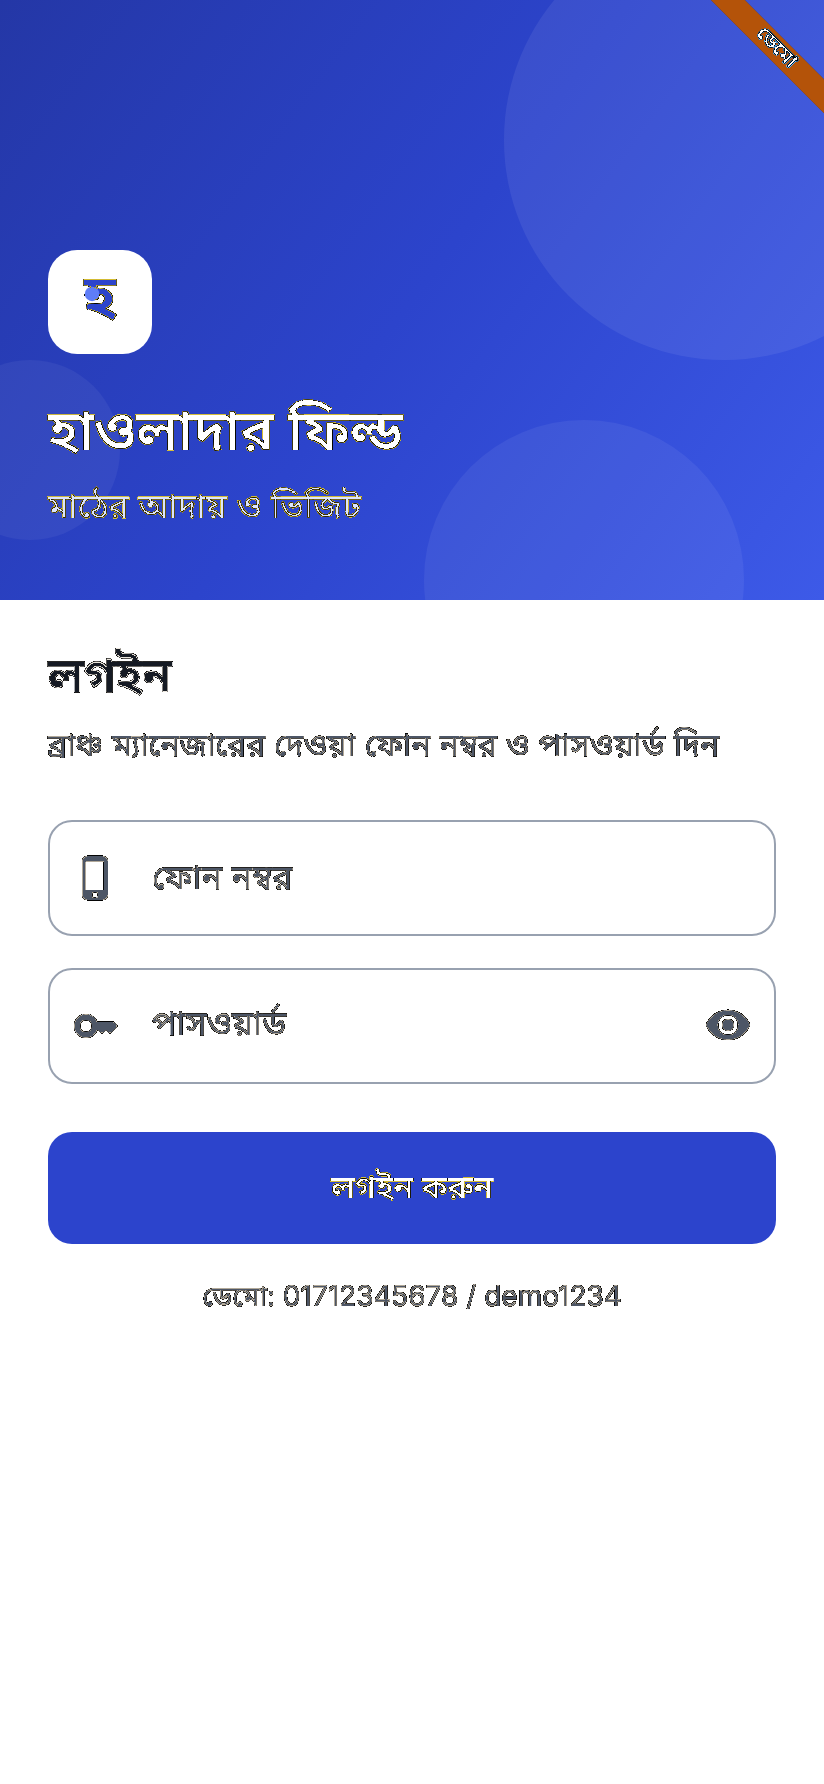 ডেমো
হ
হাওলাদার ফিল্ড
মাঠের আদায় ও ভিজিট
লগইন
ব্রাঞ্চ ম্যানেজারের দেওয়া ফোন নম্বর ও পাসওয়ার্ড দিন
ফোন নম্বর
পাসওয়ার্ড
লগইন করুন
ডেমো: 01712345678 / demo1234